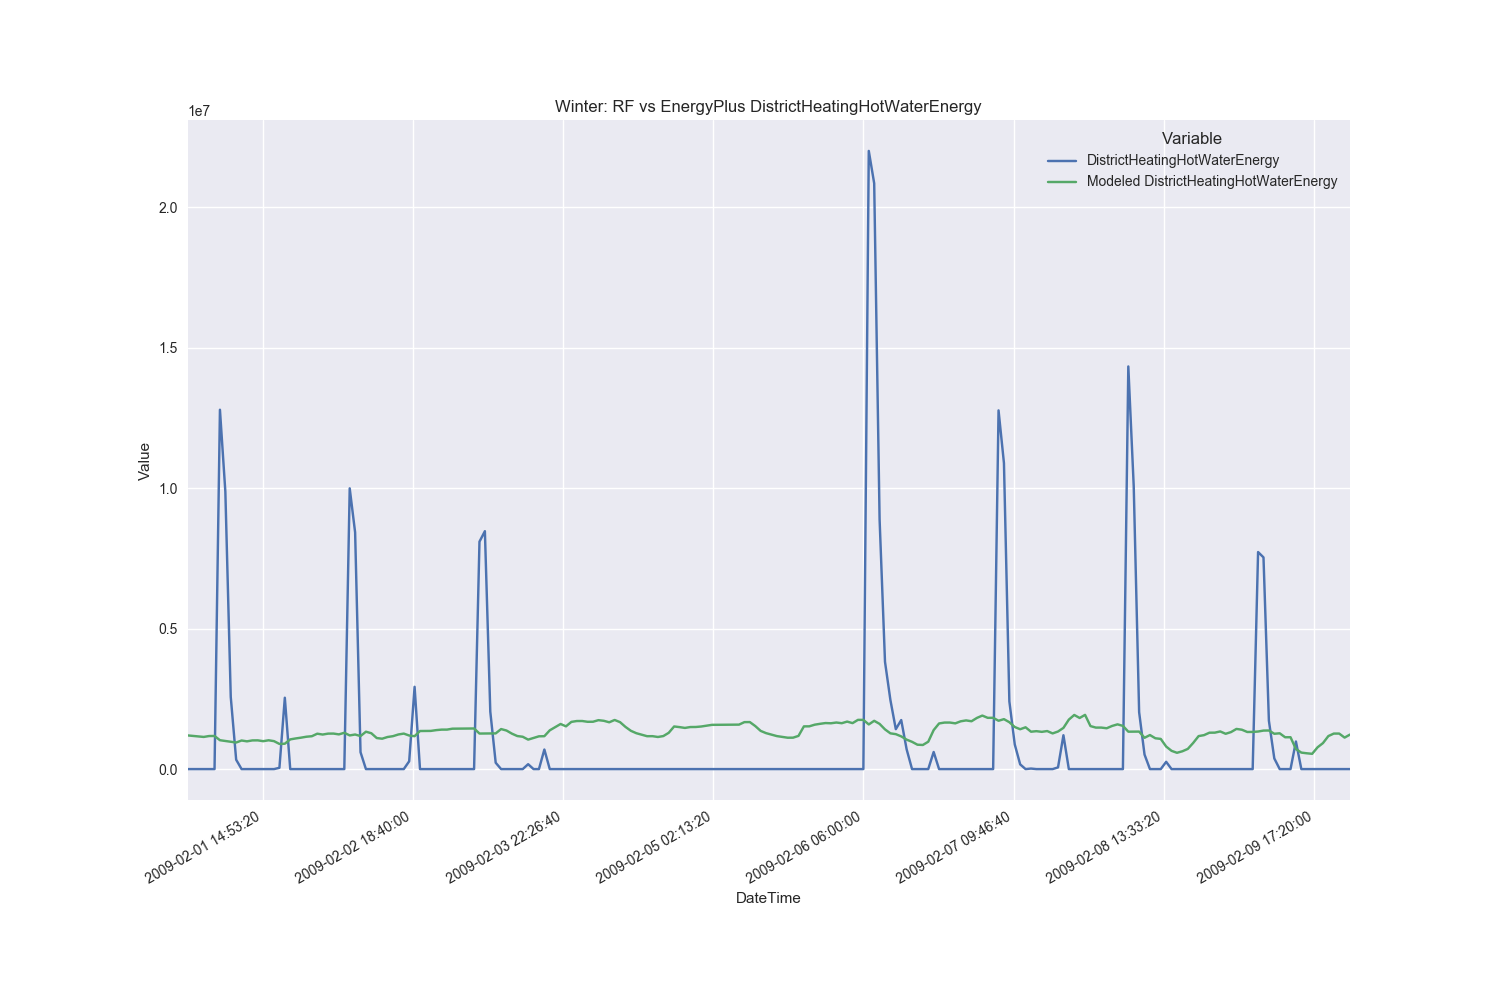 Winter: RF vs EnergyPlus DistrictHeatingHotWaterEnergy
1e7
Variable
DistrictHeatingHotWaterEnergy
Modeled DistrictHeatingHotWaterEnergy
2.0
1.5
1.0
0.5
0.0
Value
2009-02-01 14:53:20
2009-02-02 18:40:00
2009-02-03 22:26:40
2009-02-05 02:13:20
2009-02-06 06:00:00
2009-02-07 09:46:40
2009-02-08 13:33:20
2009-02-09 17:20:00
DateTime